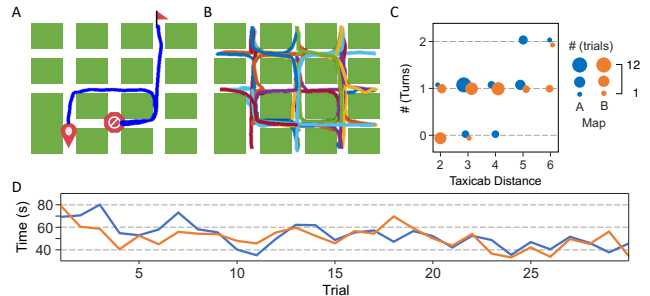 A
B
C
2
1
0
# (Turns)
2 3 4 5 6
Taxicab Distance
# (trials)
12
1
A B
Map
D
80
60
40
Time (s)
5 10 15 20 25
Trial